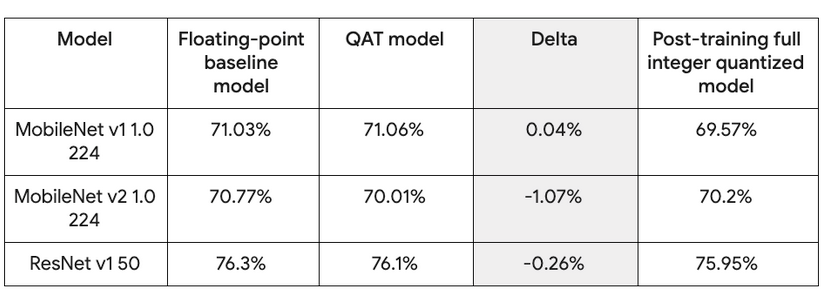 Model
Floating-point
baseline
model
QAT model
Delta
Post-training full
integer quantized
model
MobileNet v1 1.0
224
71.03%
71.06%
0.04%
69.57%
MobileNet v2 1.0
224
70.77%
70.01%
-1.07%
70.2%
ResNet v1 50
76.3%
76.1%
-0.26%
75.95%